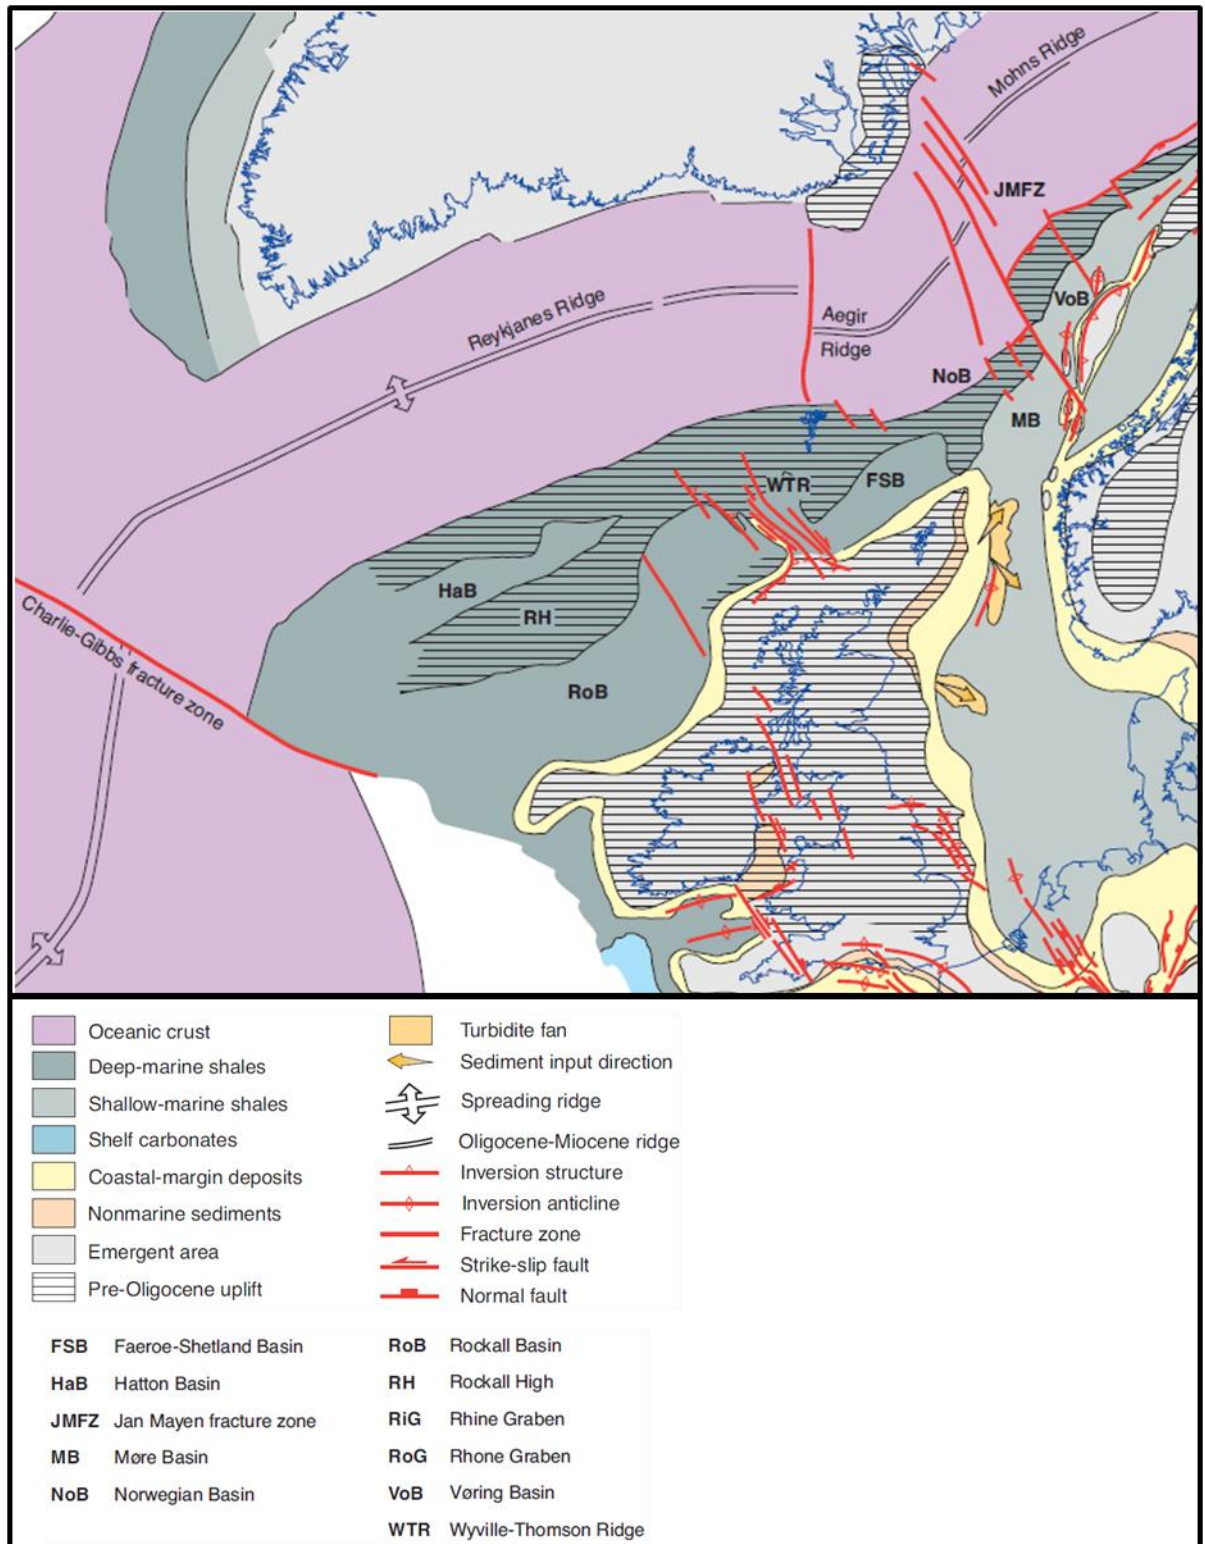 Mohns Ridge
JMFZ
VoB
Reykjanes Ridge
Aegir
Ridge
NoB
MB
WTR
FSB
HaB
RH
Charlie-Gibbs fracture zone
RoB
Oceanic crust
Deep-marine shales
Shallow-marine shales
Shelf carbonates
Coastal-margin deposits
Nonmarine sediments
Emergent area
Pre-Oligocene uplift
Turbidite fan
Sediment input direction
Spreading ridge
Oligocene-Miocene ridge
Inversion structure
Inversion anticline
Fracture zone
Strike-slip fault
Normal fault
FSB Faeroe-Shetland Basin
HaB Hatton Basin
JMFZ Jan Mayen fracture zone
MB Møre Basin
NoB Norwegian Basin
RoB Rockall Basin
RH Rockall High
RiG Rhine Graben
RoG Rhone Graben
VoB Vøring Basin
WTR Wyville-Thomson Ridge